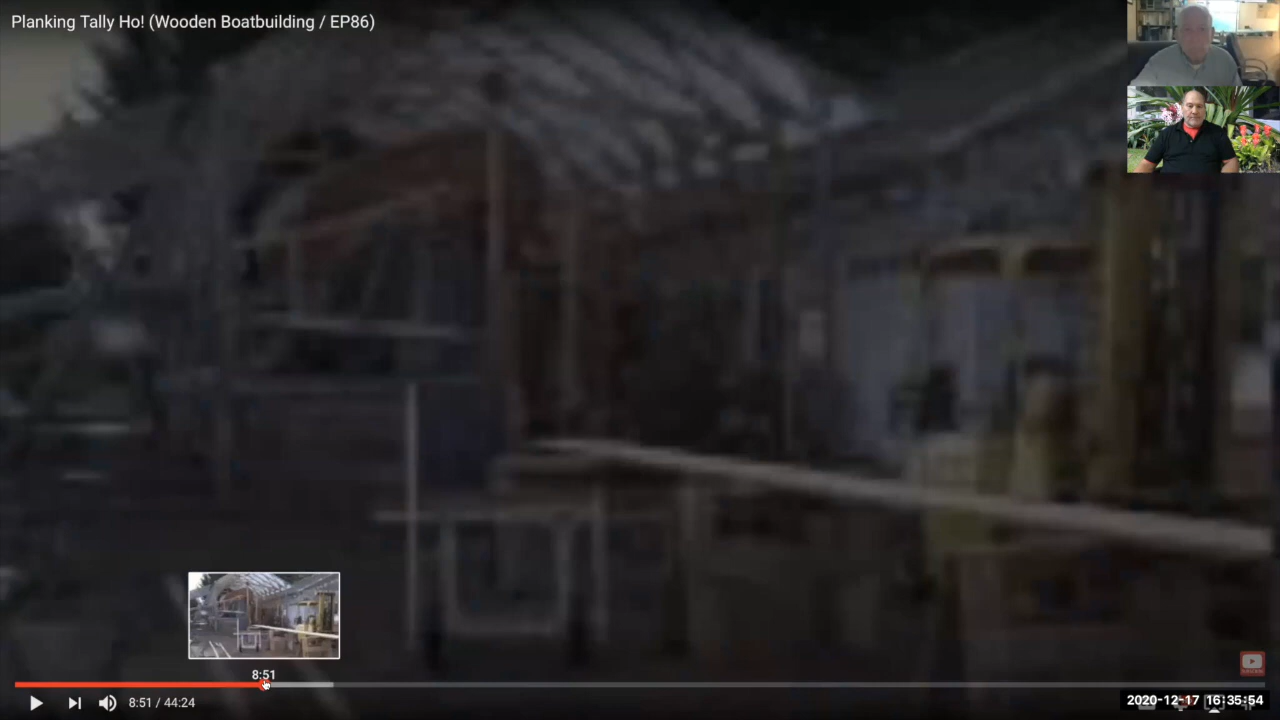 Planking Tally Ho! (Wooden Boatbuilding / EP86)
8:51
8:51 / 44:24
2020-12-17 16:35:54